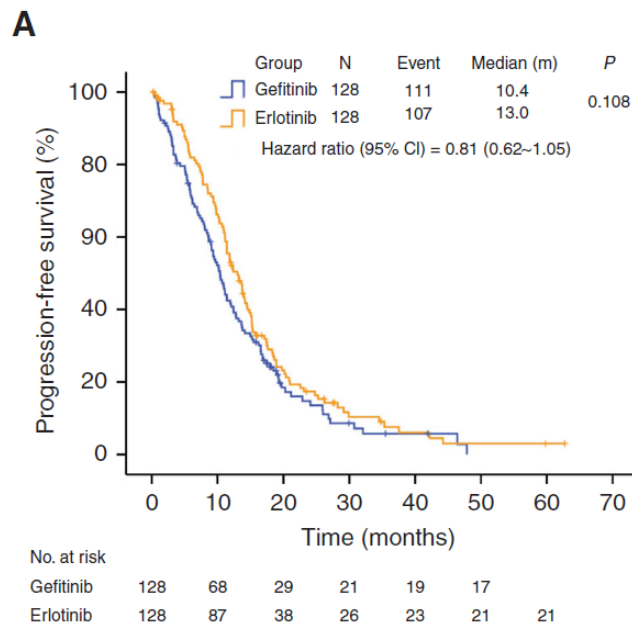 A
Group N Event Median (m) P
Gefitinib 128 111 10.4
0.108
Erlotinib 128 107 13.0
Hazard ratio (95% CI) = 0.81 (0.62~1.05)
Progression-free survival (%)
100
80
90
40
20
0
0 10 20 30 40 50 60 70
Time (months)
No. at risk
Gefitinib 128 68 29 21 19 17
Erlotinib 128 87 38 26 23 21 21